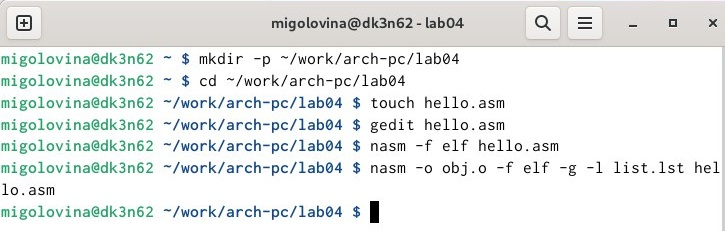 migolovina@dk3n62 - lab04
migolovina@dk3n62 ~ $ mkdir -p ~/work/arch-pc/lab04
migolovina@dk3n62 ~ $ cd ~/work/arch-pc/lab04
migolovina@dk3n62 ~/work/arch-pc/lab04 $ touch hello.asm
migolovina@dk3n62 ~/work/arch-pc/lab04 $ gedit hello.asm
migolovina@dk3n62 ~/work/arch-pc/lab04 $ nasm -f elf hello.asm
migolovina@dk3n62 ~/work/arch-pc/lab04 $ nasm -o obj.o -f elf -g -l list.lst hel
lo.asm
migolovina@dk3n62 ~/work/arch-pc/lab04 $